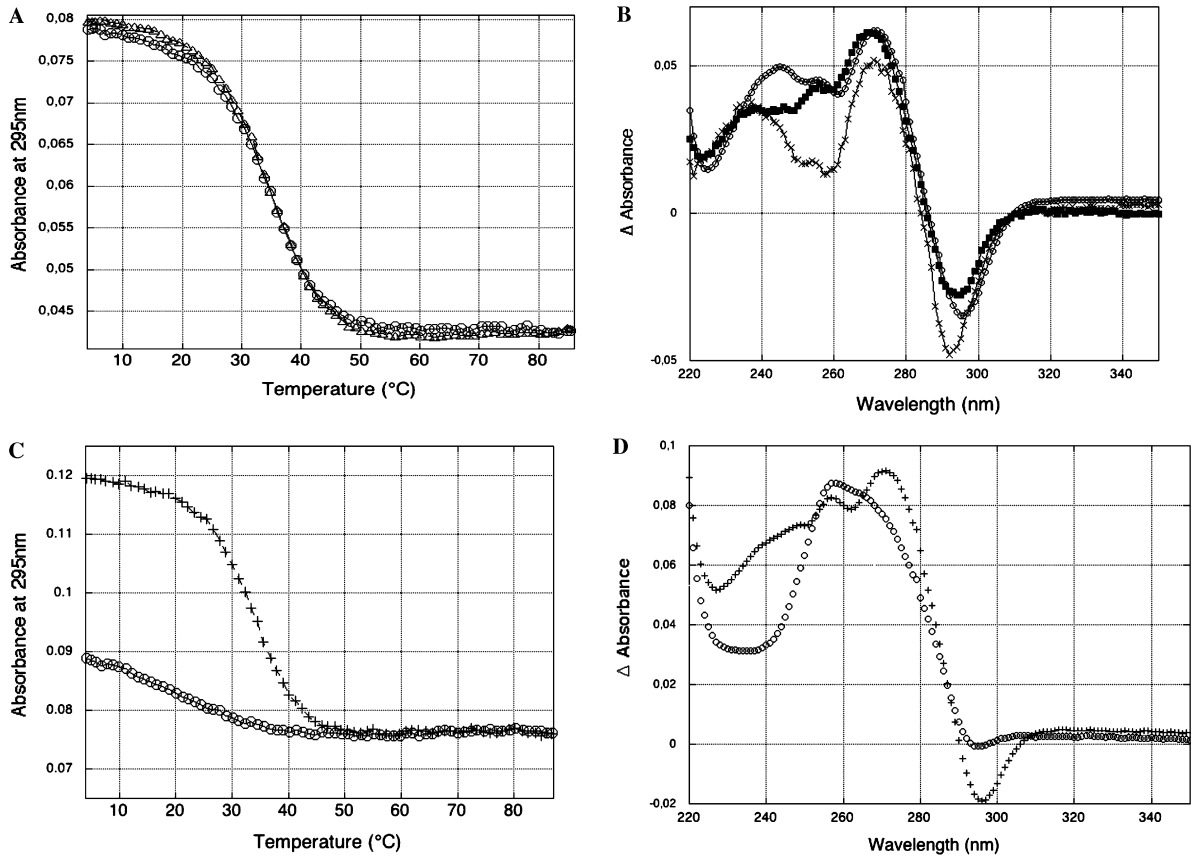 A
0,08
0,075
0,07
0,065
0,06
0,055
0,05
0,045
Absorbance at 295nm
10 20 30 40 50 60 70 80
Temperature (°C)
B
0,05
0
-0,05
Δ Absorbance
220 240 260 280 300 320 340
Wavelength (nm)
C
0.12
0.11
0.1
0.09
0.08
0.07
Absorbance at 295nm
10 20 30 40 50 60 70 80
Temperature (°C)
D
0,1
0,08
0,06
0,04
0,02
0
-0,02
Δ Absorbance
220 240 260 280 300 320 340
Wavelength (nm)